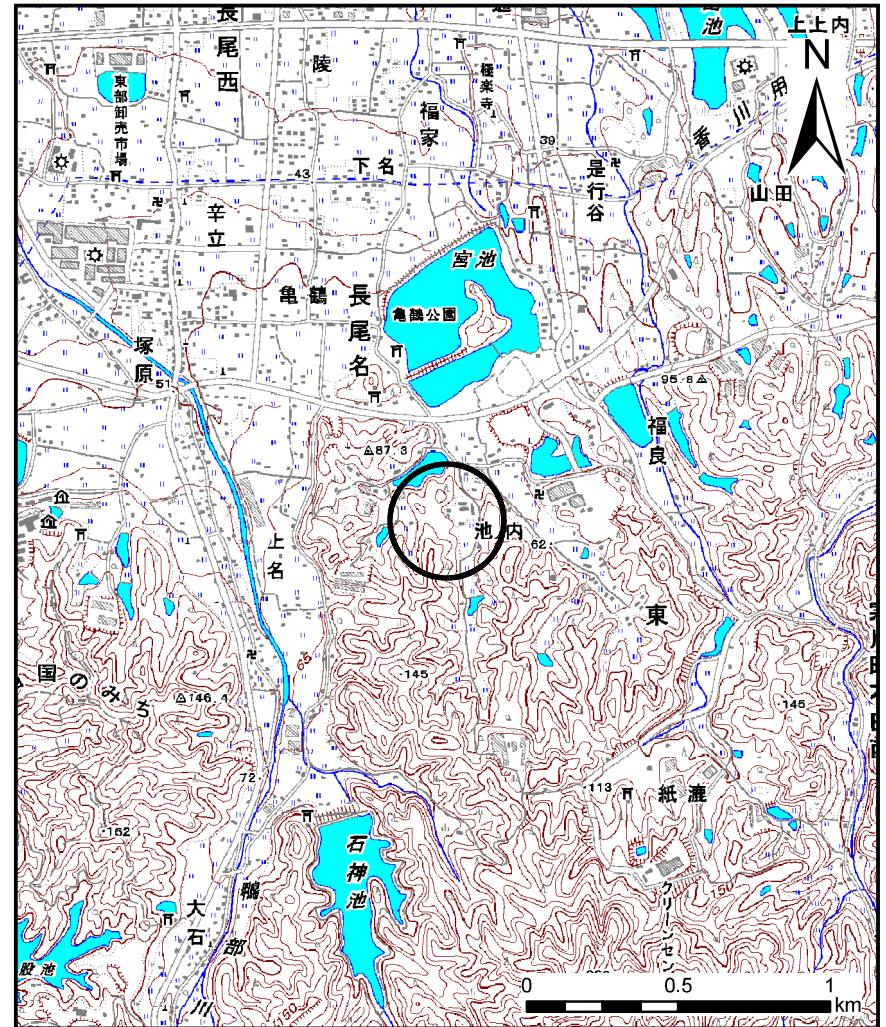 長尾西
陵
宮池
上上内
N
東部卸売市場
極楽寺
福家
香川用
39
是行谷
下名
43
山田
辛立
宮池
亀鶴
長尾名
亀鶴公園
塚原
51
95.8
福良
87.3
池内
62
上名
東
65
145
国のみち
146.4
145
72
113
紙漉
162
石神池
大石
鴨部川
クリーンセン
股池
150
0
0.5
1
km